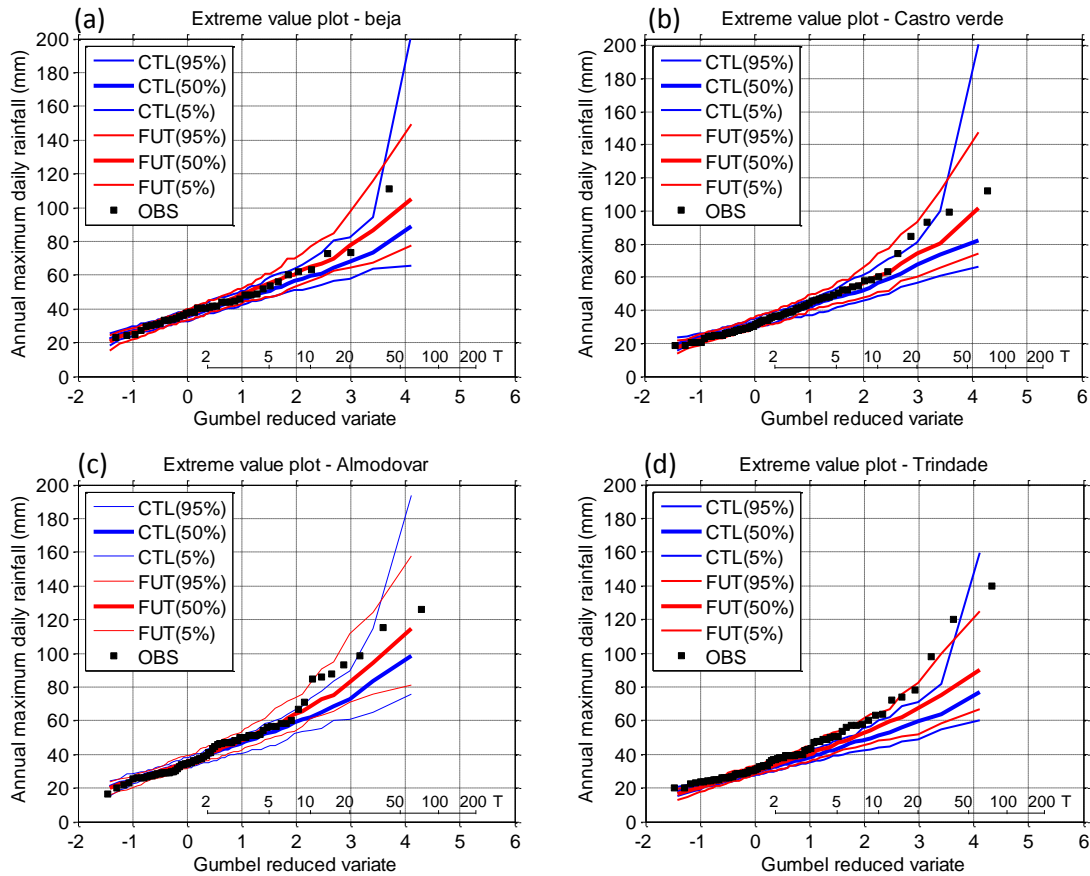 (a) Extreme value plot - beja
Annual maximum daily rainfall (mm)
200
180
160
140
120
100
80
60
40
20
0
CTL(95%)
CTL(50%)
CTL(5%)
FUT(95%)
FUT(50%)
FUT(5%)
OBS
2 5 10 20 50 100 200 T
-2 -1 0 1 2 3 4 5 6
Gumbel reduced variate
(b) Extreme value plot - Castro verde
Annual maximum daily rainfall (mm)
200
180
160
140
120
100
80
60
40
20
0
CTL(95%)
CTL(50%)
CTL(5%)
FUT(95%)
FUT(50%)
FUT(5%)
OBS
2 5 10 20 50 100 200 T
-2 -1 0 1 2 3 4 5 6
Gumbel reduced variate
(c) Extreme value plot - Almodovar
Annual maximum daily rainfall (mm)
200
180
160
140
120
100
80
60
40
20
0
CTL(95%)
CTL(50%)
CTL(5%)
FUT(95%)
FUT(50%)
FUT(5%)
OBS
2 5 10 20 50 100 200 T
-2 -1 0 1 2 3 4 5 6
Gumbel reduced variate
(d) Extreme value plot - Trindade
Annual maximum daily rainfall (mm)
200
180
160
140
120
100
80
60
40
20
0
CTL(95%)
CTL(50%)
CTL(5%)
FUT(95%)
FUT(50%)
FUT(5%)
OBS
2 5 10 20 50 100 200 T
-2 -1 0 1 2 3 4 5 6
Gumbel reduced variate